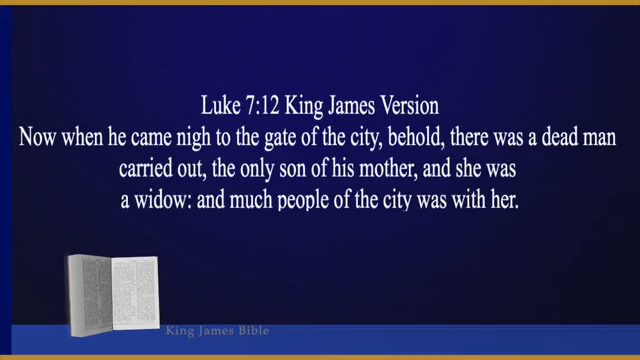 Luke 7:12 King James Version
Now when he came nigh to the gate of the city, behold, there was a dead man
carried out, the only son of his mother, and she was
a widow: and much people of the city was with her.
King James Bible